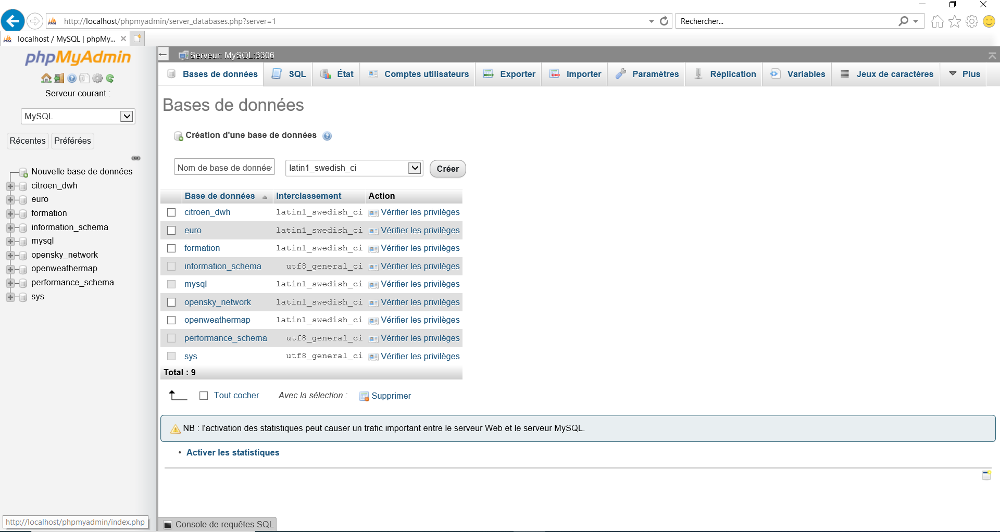 http://localhost/phpmyadmin/server_databases.php?server=1
Rechercher...
localhost / MySQL | phpMy...
phpMyAdmin
Serveur courant :
MySQL
Récentes
Préférées
Nouvelle base de données
citroen_dwh
euro
formation
information_schema
mysql
opensky_network
openweathermap
performance_schema
sys
http://localhost/phpmyadmin/index.php
Serveur: MySQL:3306
Bases de données SQL État Comptes utilisateurs Exporter Importer Paramètres Réplication Variables Jeux de caractères Plus
Bases de données
Création d'une base de données
Nom de base de donnée
latin1_swedish_ci
Créer
Base de données Interclassement Action
citroen_dwh latin1_swedish_ci Vérifier les privilèges
euro latin1_swedish_ci Vérifier les privilèges
formation latin1_swedish_ci Vérifier les privilèges
information_schema utf8_general_ci Vérifier les privilèges
mysql latin1_swedish_ci Vérifier les privilèges
opensky_network latin1_swedish_ci Vérifier les privilèges
openweathermap latin1_swedish_ci Vérifier les privilèges
performance_schema utf8_general_ci Vérifier les privilèges
sys utf8_general_ci Vérifier les privilèges
Total : 9
Tout cocher Avec la sélection : Supprimer
NB : l'activation des statistiques peut causer un trafic important entre le serveur Web et le serveur MySQL.
• Activer les statistiques
Console de requêtes SQL